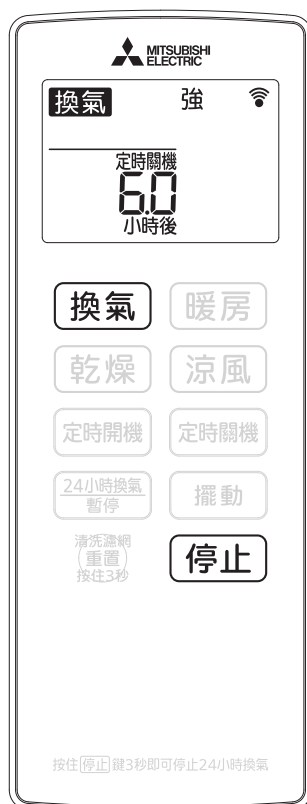 MITSUBISHI
ELECTRIC
換氣 強
定時關機
6.0
小時後
換氣 暖房
乾燥 涼風
定時開機 定時關機
24小時換氣 擺動
暫停
清洗濾網
重置 停止
按住3秒
按住停止鍵3秒即可停止24小時換氣